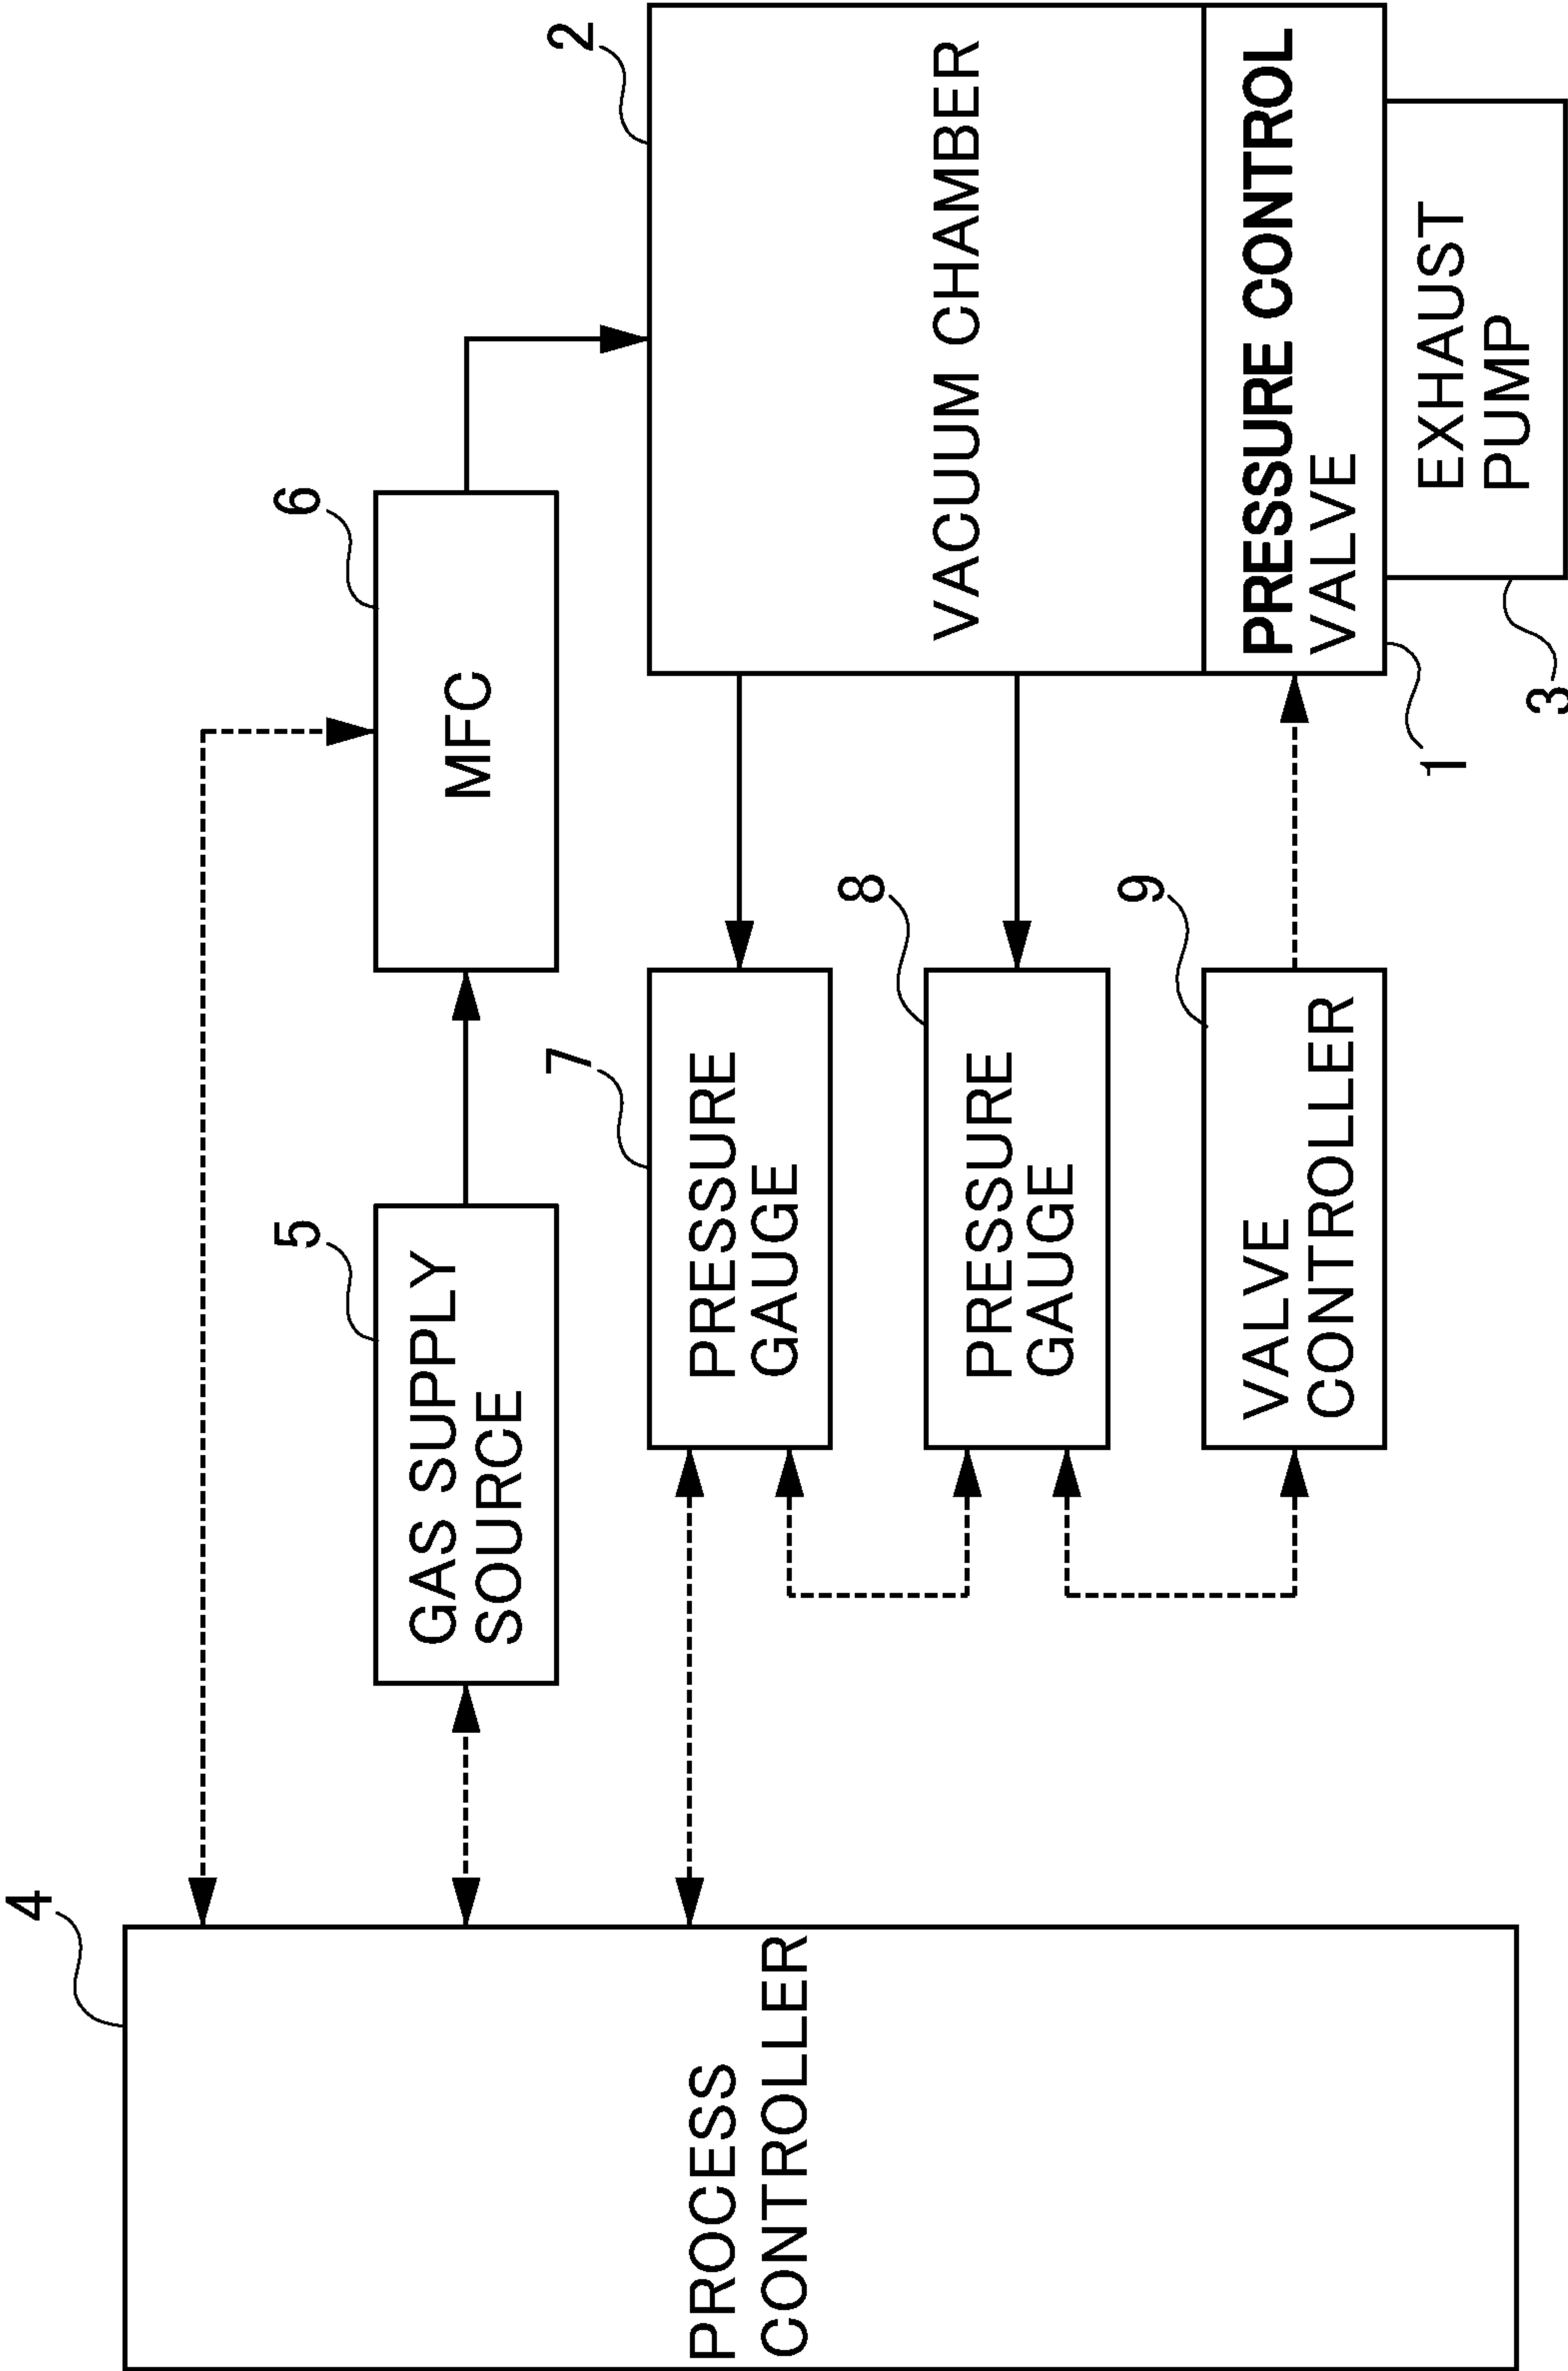 4
PROCESS
CONTROLLER
5
GAS SUPPLY
SOURCE
6
MFC
7
PRESSURE
GAUGE
8
PRESSURE
GAUGE
9
VALVE
CONTROLLER
2
VACUUM CHAMBER
PRESSURE CONTROL
VALVE
1
EXHAUST
PUMP
3